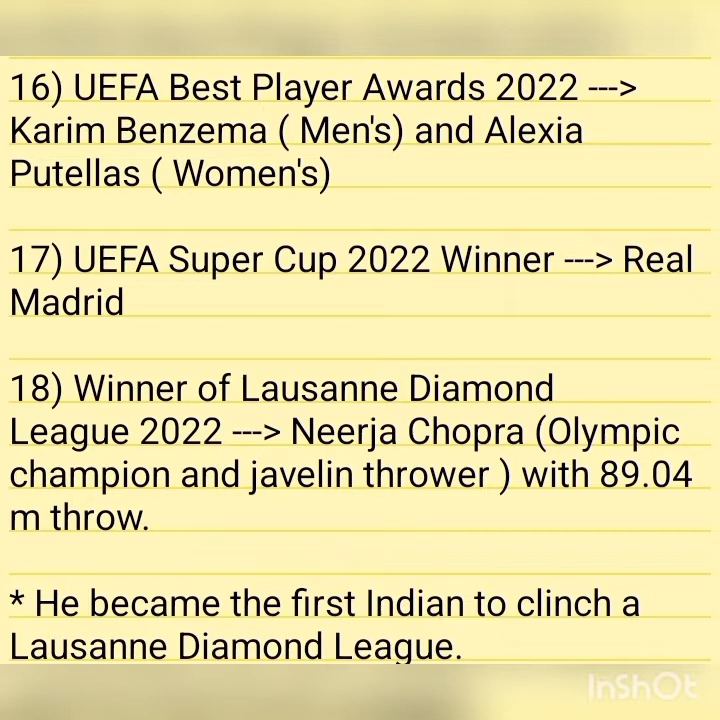 16) UEFA Best Player Awards 2022 --->
Karim Benzema ( Men's) and Alexia
Putellas ( Women's)
17) UEFA Super Cup 2022 Winner ---> Real
Madrid
18) Winner of Lausanne Diamond
League 2022 ---> Neerja Chopra (Olympic
champion and javelin thrower ) with 89.04
m throw.
* He became the first Indian to clinch a
Lausanne Diamond League.
InShOt